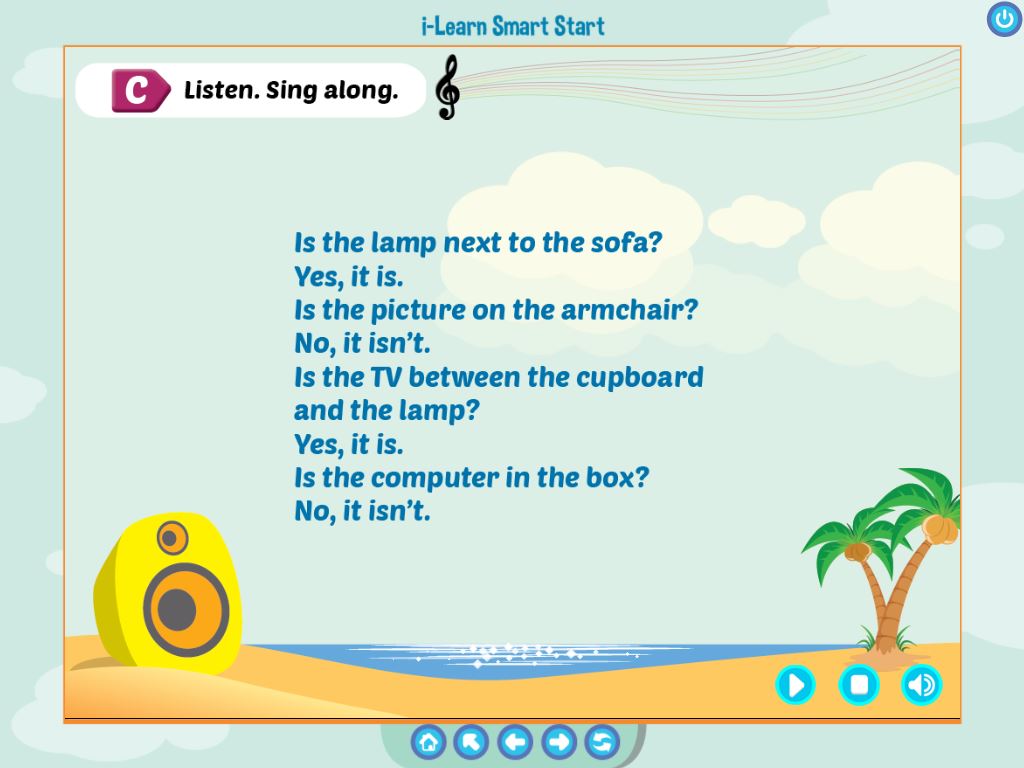 i-Learn Smart Start
C Listen. Sing along.
Is the lamp next to the sofa?
Yes, it is.
Is the picture on the armchair?
No, it isn't.
Is the TV between the cupboard
and the lamp?
Yes, it is.
Is the computer in the box?
No, it isn't.